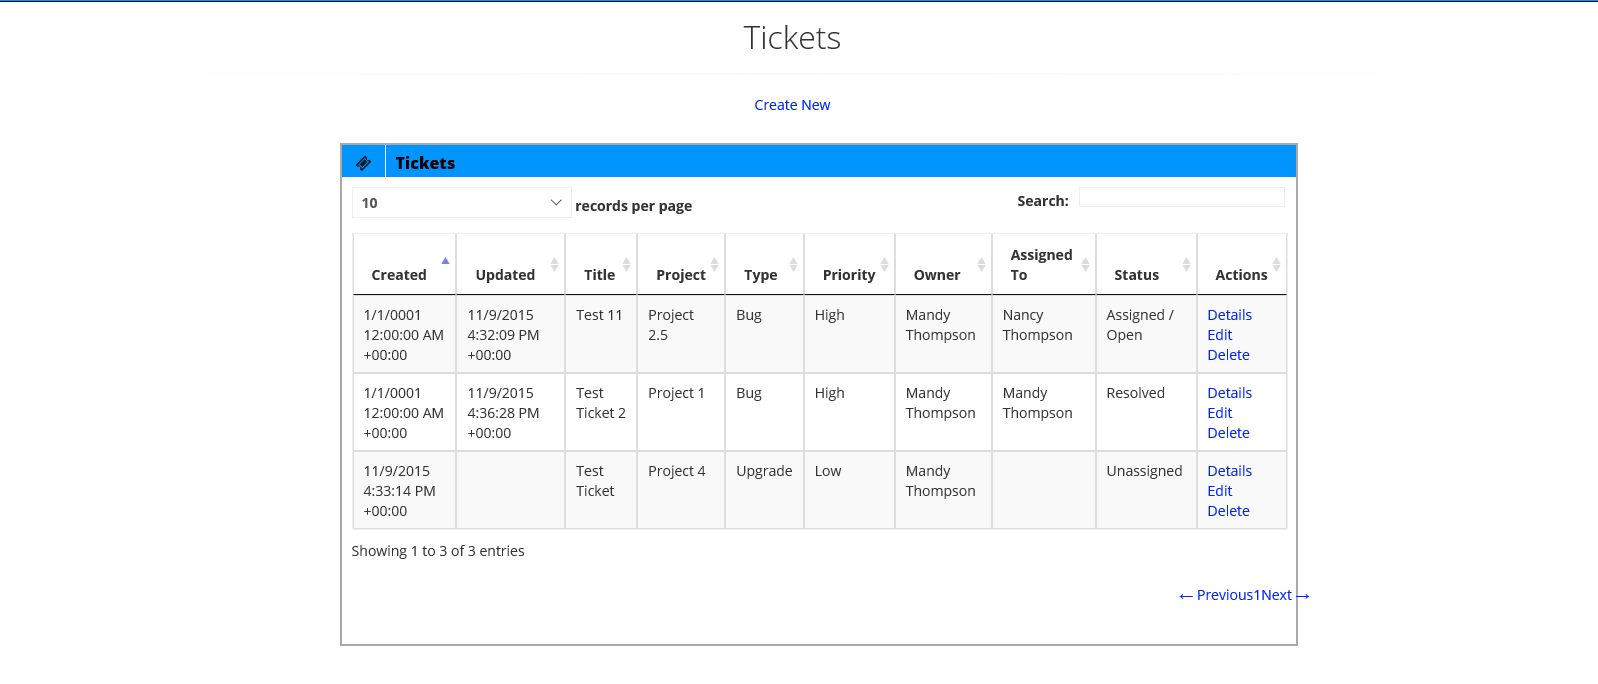 Tickets
Create New
Tickets
10 records per page Search:
Created Updated Title Project Type Priority Owner Assigned To Status Actions
1/1/0001 12:00:00 AM +00:00 11/9/2015 4:32:09 PM +00:00 Test 11 Project 2.5 Bug High Mandy Thompson Nancy Thompson Assigned / Open Details Edit Delete
1/1/0001 12:00:00 AM +00:00 11/9/2015 4:36:28 PM +00:00 Test Ticket 2 Project 1 Bug High Mandy Thompson Mandy Thompson Resolved Details Edit Delete
11/9/2015 4:33:14 PM +00:00 Test Ticket Project 4 Upgrade Low Mandy Thompson Unassigned Details Edit Delete
Showing 1 to 3 of 3 entries
← Previous1Next →